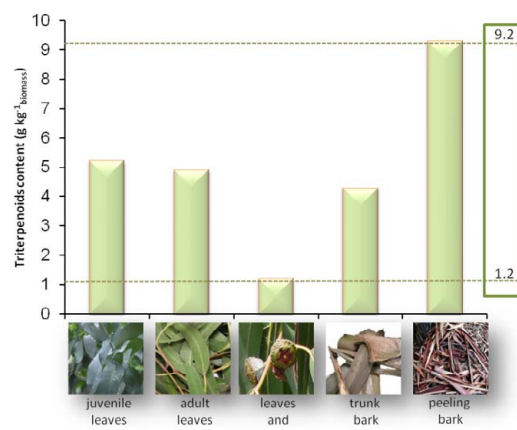 Triterpenoids content (g kg-1biomass)
10
9
8
7
6
5
4
3
2
1
0
9.2
1.2
juvenile
leaves
adult
leaves
leaves
and
trunk
bark
peeling
bark